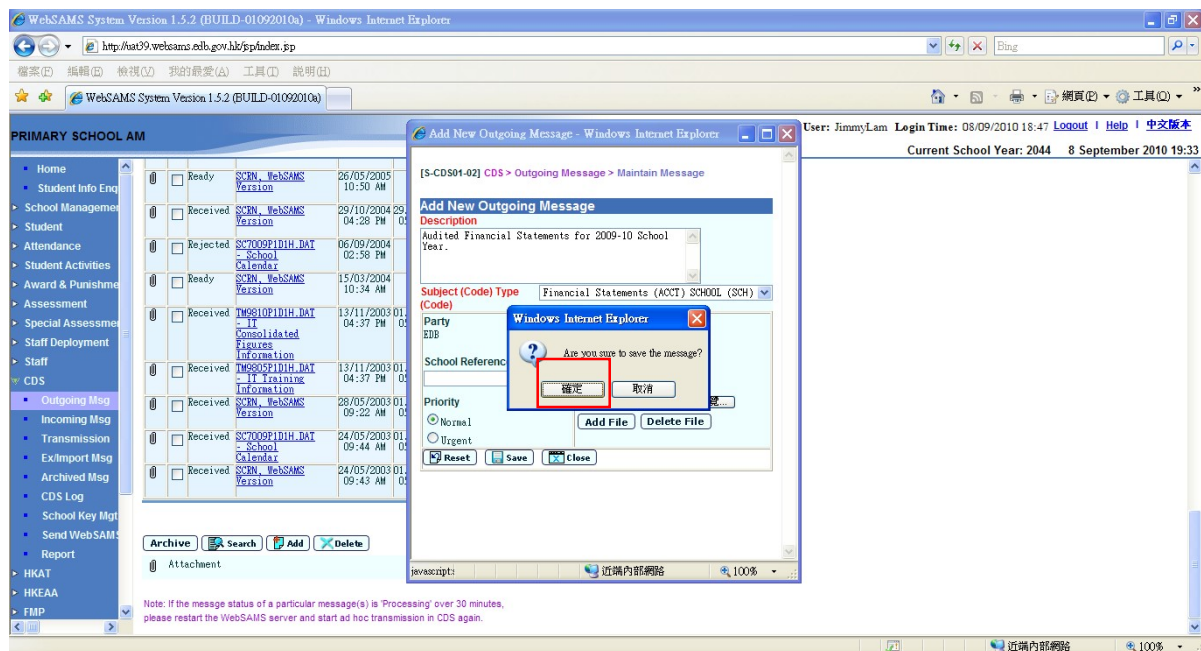 WebSAMS System Version 1.5.2 (BUILD-01092010a) - Windows Internet Explorer
http://uat39.websams.edb.gov.hk/jsp/index.jsp
Bing
檔案(F) 編輯(E) 檢視(V) 我的最愛(A) 工具(T) 說明(H)
WebSAMS System Version 1.5.2 (BUILD-01092010a)
網頁(P) 工具(O)
PRIMARY SCHOOL AM
User: JimmyLam Login Time: 08/09/2010 18:47 Logout | Help | 中文版本
Current School Year: 2044 8 September 2010 19:33
Home
Student Info Enq
School Managemen
Student
Attendance
Student Activities
Award & Punishme
Assessment
Special Assessmen
Staff Deployment
Staff
CDS
Outgoing Msg
Incoming Msg
Transmission
Ex/Import Msg
Archived Msg
CDS Log
School Key Mgt
Send WebSAMS
Report
HKAT
HKEAA
FMP
Ready SCRN, WebSAMS 26/05/2005
Version 10:50 AM
Received SCRN, WebSAMS 29/10/2004 29.
Version 04:28 PM
Rejected SC7009P1D1H.DAT 06/09/2004
- School 02:58 PM
Calendar
Ready SCRN, WebSAMS 15/03/2004
Version 10:34 AM
Received TM9810P1D1H.DAT 13/11/2003 01.
- IT 04:37 PM
Consolidated
Figures
Information
Received TM9805P1D1H.DAT 13/11/2003 01.
- IT Training 04:37 PM
Information
Received SCRN, WebSAMS 28/05/2003 01.
Version 09:22 AM
Received SC7009P1D1H.DAT 24/05/2003 01.
- School 09:44 AM
Calendar
Received SCRN, WebSAMS 24/05/2003 01.
Version 09:43 AM
Archive Search Add Delete
Attachment
Note: If the messge status of a particular message(s) is 'Processing' over 30 minutes,
please restart the WebSAMS server and start ad hoc transmission in CDS again.
Add New Outgoing Message - Windows Internet Explorer
[S-CDS01-02] CDS > Outgoing Message > Maintain Message
Add New Outgoing Message
Description
Audited Financial Statements for 2009-10 School
Year.
Subject (Code) Type Financial Statements (ACCT) SCHOOL (SCH)
(Code)
Party
EDB
School Referenc
Priority
Normal
Urgent
覽...
Add File Delete File
Reset Save Close
Windows Internet Explorer
Are you sure to save the message?
確定 取消
javascript: 近端內部網路 100%
近端內部網路 100%